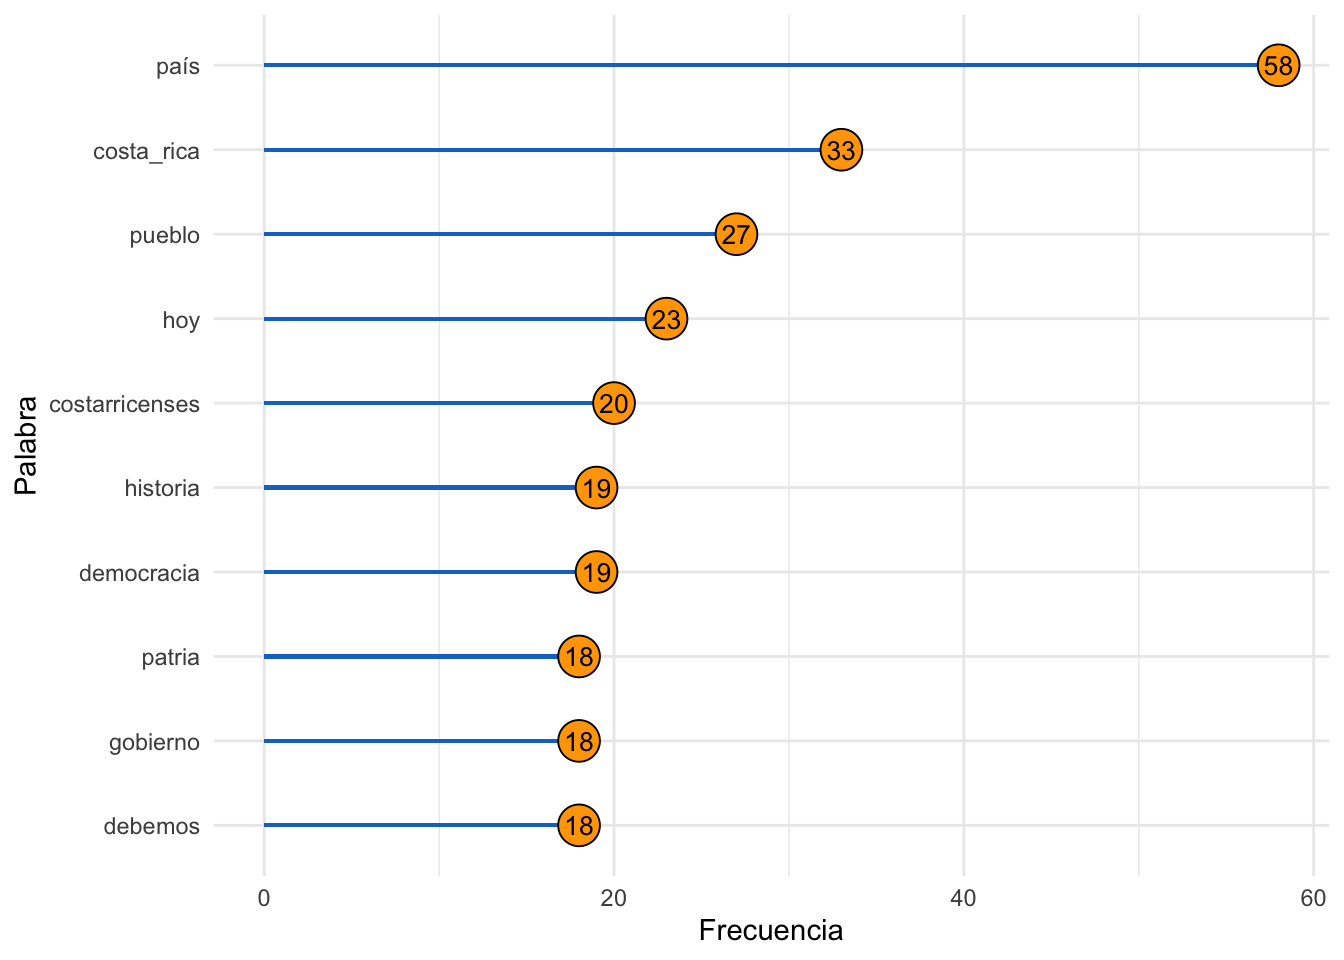 país 58
costa_rica 33
pueblo 27
hoy 23
costarricenses 20
historia 19
democracia 19
patria 18
gobierno 18
debemos 18
Palabra
0 20 40 60
Frecuencia